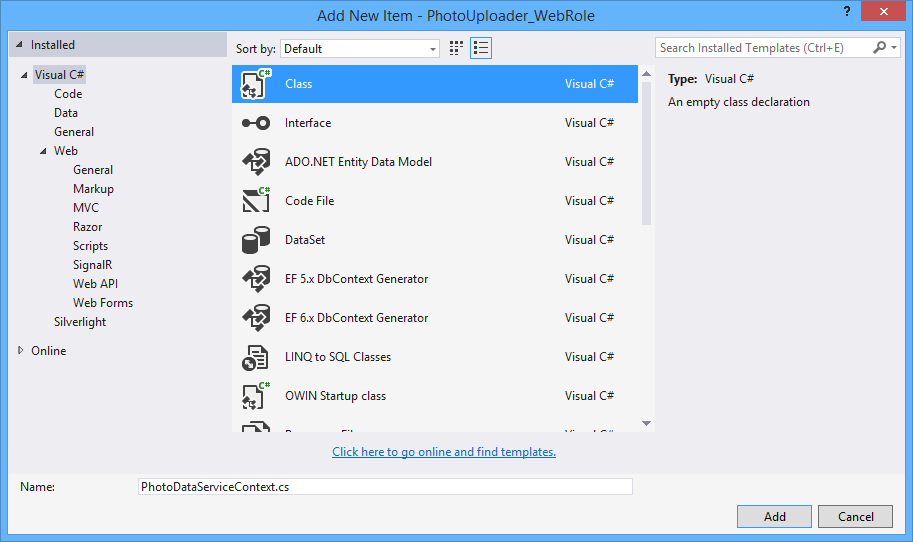 Add New Item - PhotoUploader_WebRole
?
Installed
Sort by: Default
Search Installed Templates (Ctrl+E)
Visual C#
Code
Data
General
Web
General
Markup
MVC
Razor
Scripts
SignalR
Web API
Web Forms
Silverlight
Online
C# Class Visual C#
Interface Visual C#
ADO.NET Entity Data Model Visual C#
C# Code File Visual C#
DataSet Visual C#
EF 5.x DbContext Generator Visual C#
EF 6.x DbContext Generator Visual C#
LINQ to SQL Classes Visual C#
C# OWIN Startup class Visual C#
Type: Visual C#
An empty class declaration
Click here to go online and find templates.
Name: PhotoDataServiceContext.cs
Add Cancel